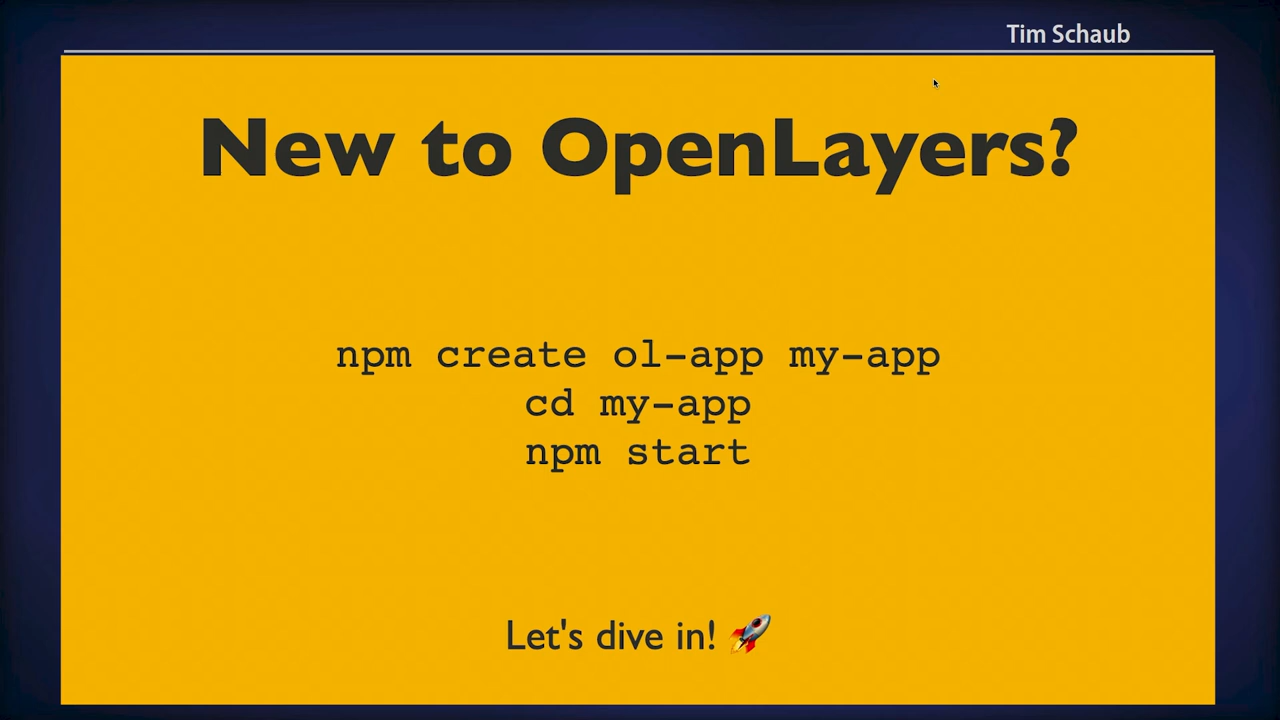 Tim Schaub
New to OpenLayers?
npm create ol-app my-app
cd my-app
npm start
Let's dive in! 🚀